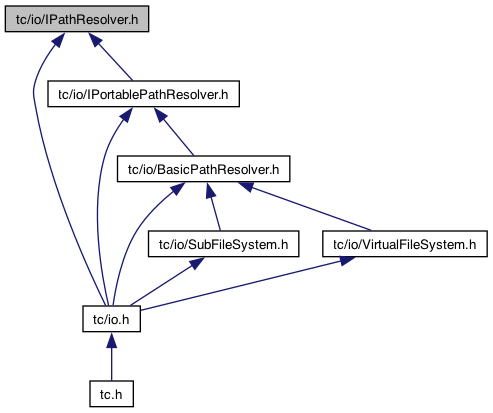 tc/io/IPathResolver.h
tc/io/IPortablePathResolver.h
tc/io/BasicPathResolver.h
tc/io/SubFileSystem.h
tc/io/VirtualFileSystem.h
tc/io.h
tc.h